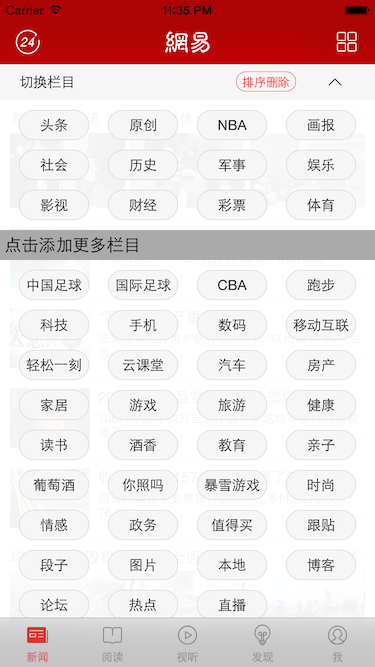 Carrier 11:35 PM
24 網易
切换栏目 排序删除
头条 原创 NBA 画报
社会 历史 军事 娱乐
影视 财经 彩票 体育
点击添加更多栏目
中国足球 国际足球 CBA 跑步
科技 手机 数码 移动互联
轻松一刻 云课堂 汽车 房产
家居 游戏 旅游 健康
读书 酒香 教育 亲子
葡萄酒 你照吗 暴雪游戏 时尚
情感 政务 值得买 跟贴
段子 图片 本地 博客
论坛 热点 直播
新闻 阅读 视听 发现 我